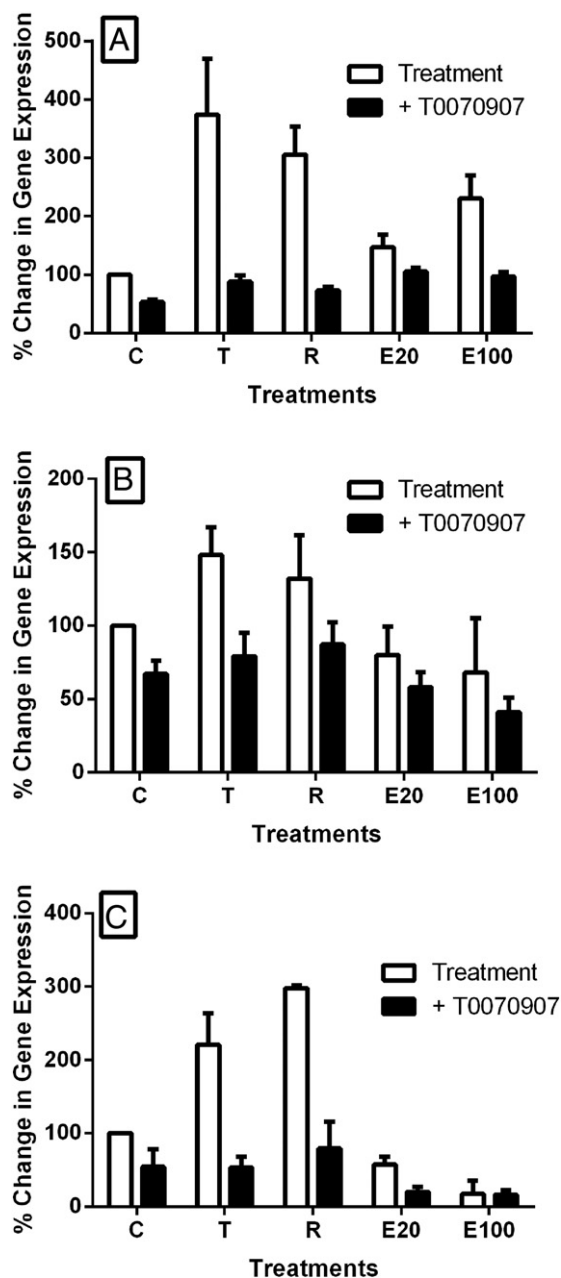 A
% Change in Gene Expression
500
400
300
200
100
0
Treatment
+ T0070907
C T R E20 E100
Treatments
B
% Change in Gene Expression
200
150
100
50
0
Treatment
+ T0070907
C T R E20 E100
Treatments
C
% Change in Gene Expression
400
300
200
100
0
Treatment
+ T0070907
C T R E20 E100
Treatments